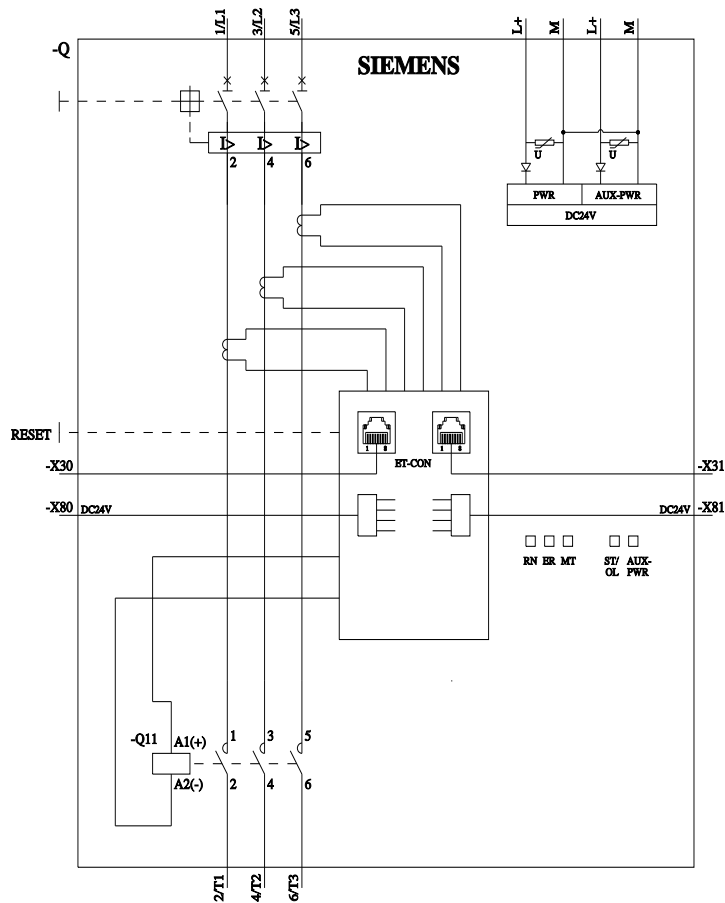 1/L1 3/L2 5/L3 L+ M L+ M
-Q
SIEMENS
I> I> I>
2 4 6
U U
PWR AUX-PWR
DC24V
RESET
1 8 1 8
ET-CON
-X30 -X31
-X80 DC24V DC24V -X81
RN ER MT ST/OL AUX-PWR
-Q11 A1(+) 1 3 5
A2(-) 2 4 6
2/T1 4/T2 6/T3